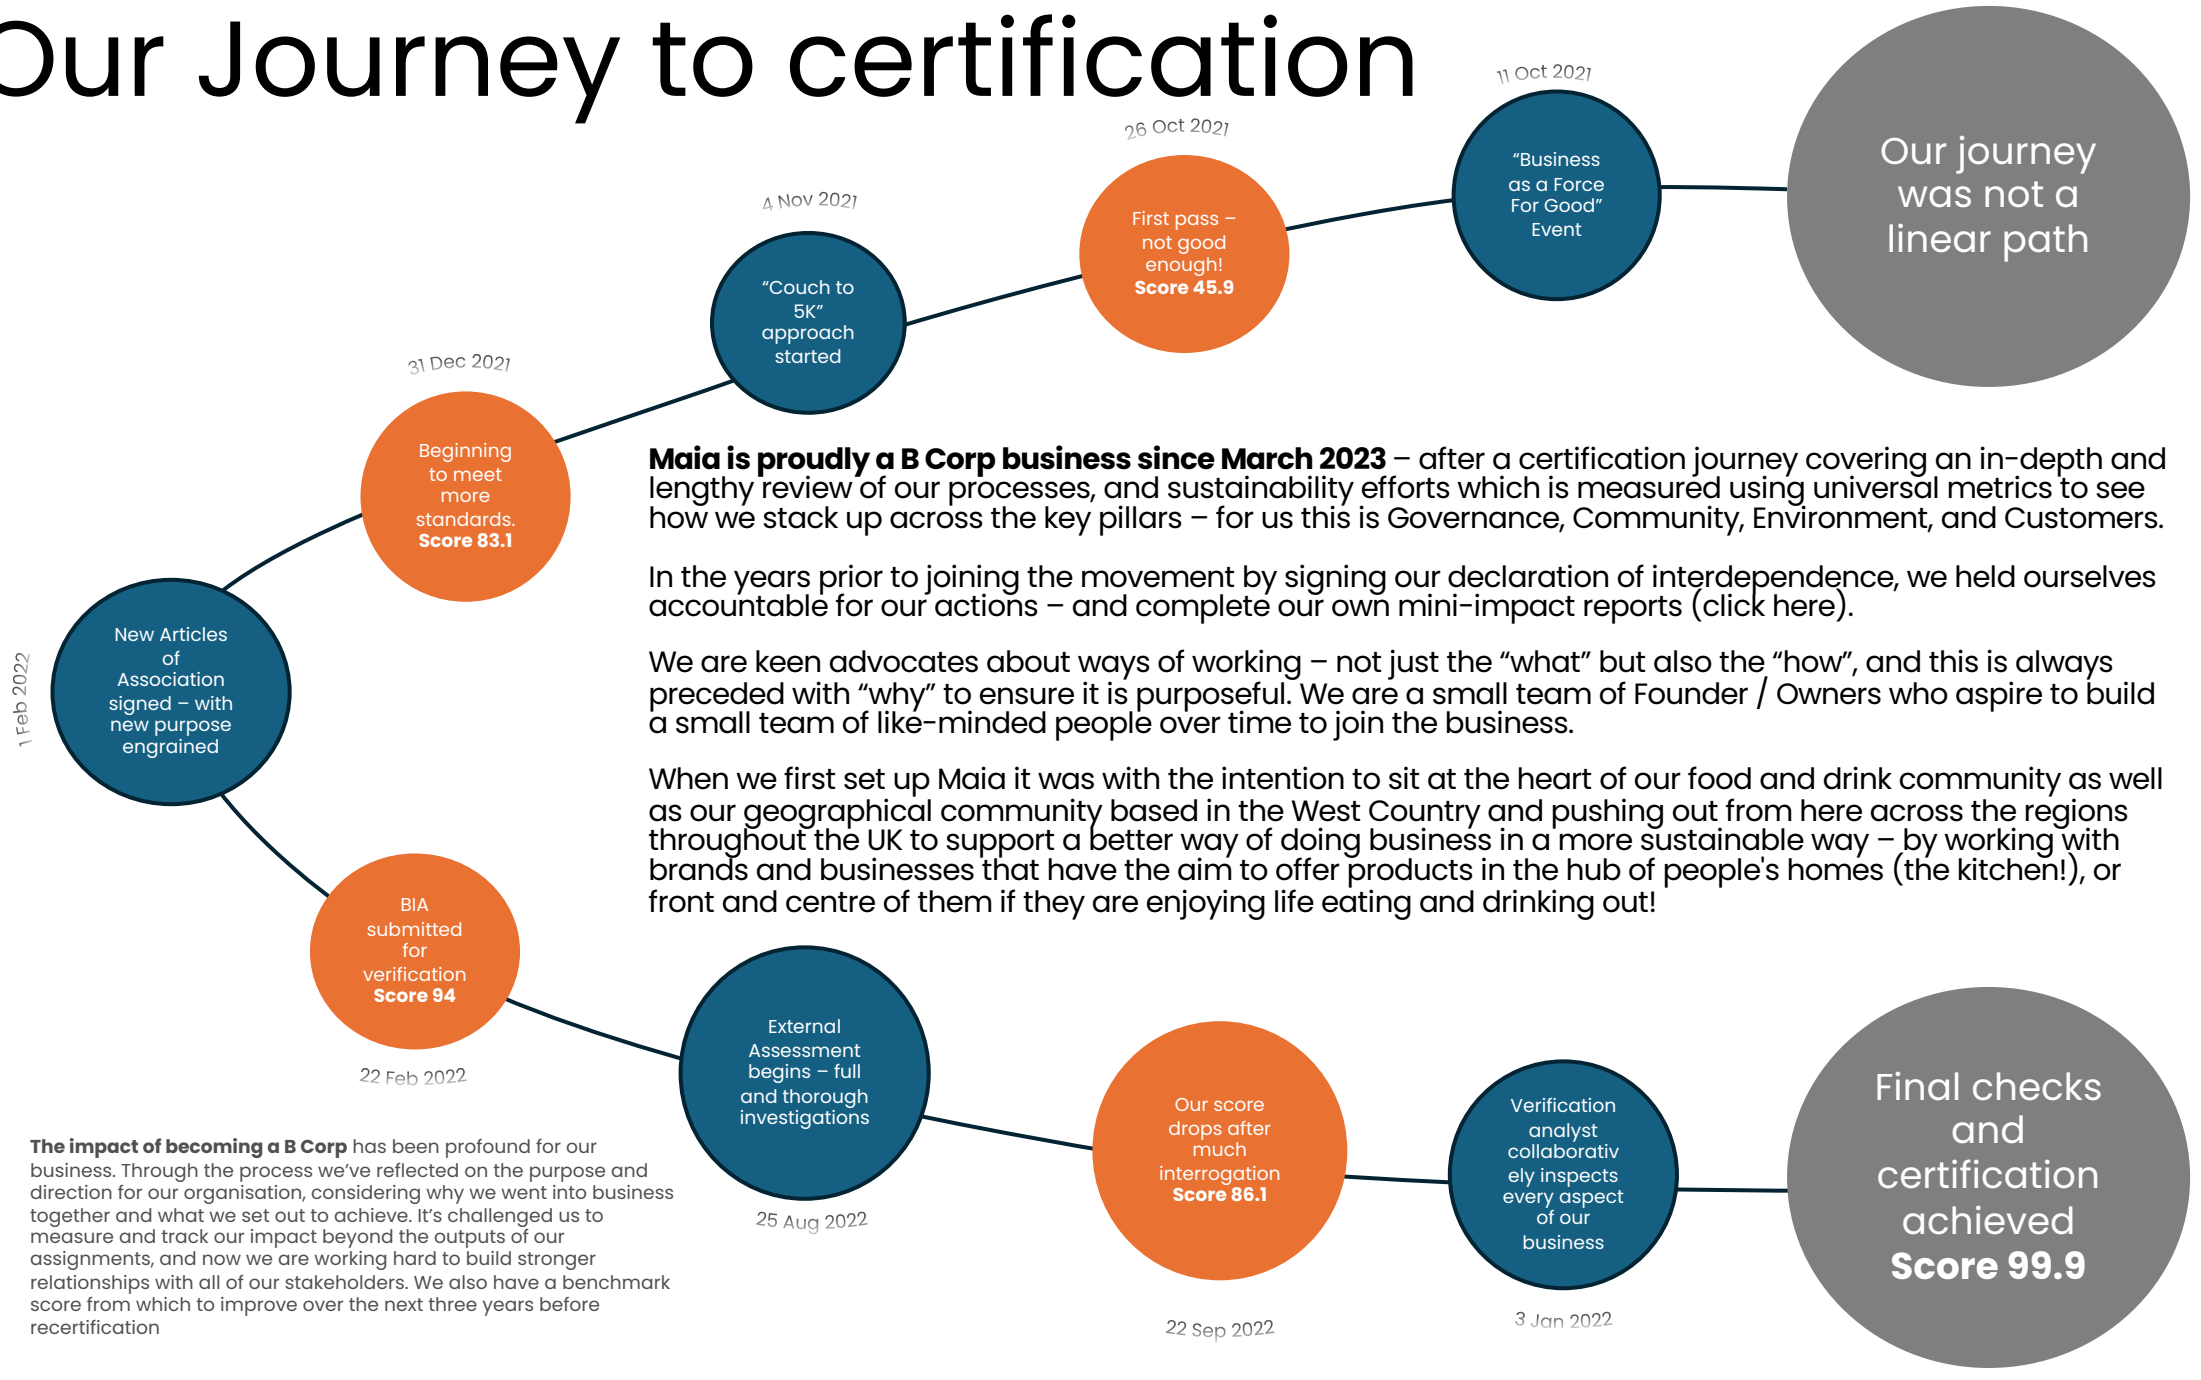 Our Journey to certification
Our journey
was not a
linear path
11 Oct 2021
“Business
as a Force
For Good”
Event
26 Oct 2021
First pass –
not good
enough!
Score 45.9
4 Nov 2021
“Couch to
5K”
approach
started
31 Dec 2021
Beginning
to meet
more
standards.
Score 83.1
1 Feb 2022
New Articles
of
Association
signed – with
new purpose
engrained
BIA
submitted
for
verification
Score 94
22 Feb 2022
External
Assessment
begins – full
and thorough
investigations
25 Aug 2022
Our score
drops after
much
interrogation
Score 86.1
22 Sep 2022
Verification
analyst
collaborativ
ely inspects
every aspect
of our
business
3 Jan 2022
Final checks
and
certification
achieved
Score 99.9
Maia is proudly a B Corp business since March 2023 – after a certification journey covering an in-depth and
lengthy review of our processes, and sustainability efforts which is measured using universal metrics to see
how we stack up across the key pillars – for us this is Governance, Community, Environment, and Customers.
In the years prior to joining the movement by signing our declaration of interdependence, we held ourselves
accountable for our actions – and complete our own mini-impact reports (click here).
We are keen advocates about ways of working – not just the “what” but also the “how”, and this is always
preceded with “why” to ensure it is purposeful. We are a small team of Founder / Owners who aspire to build
a small team of like-minded people over time to join the business.
When we first set up Maia it was with the intention to sit at the heart of our food and drink community as well
as our geographical community based in the West Country and pushing out from here across the regions
throughout the UK to support a better way of doing business in a more sustainable way – by working with
brands and businesses that have the aim to offer products in the hub of people's homes (the kitchen!), or
front and centre of them if they are enjoying life eating and drinking out!
The impact of becoming a B Corp has been profound for our
business. Through the process we’ve reflected on the purpose and
direction for our organisation, considering why we went into business
together and what we set out to achieve. It’s challenged us to
measure and track our impact beyond the outputs of our
assignments, and now we are working hard to build stronger
relationships with all of our stakeholders. We also have a benchmark
score from which to improve over the next three years before
recertification